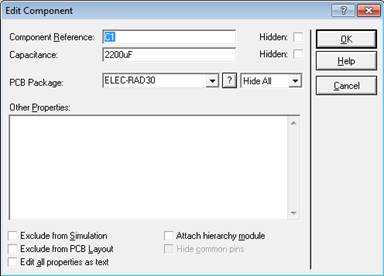 Edit Component
Component Reference: C1 Hidden:
Capacitance: 2200uF Hidden:
PCB Package: ELEC-RAD30 ? Hide All
Other Properties:
Exclude from Simulation Attach hierarchy module
Exclude from PCB Layout Hide common pins
Edit all properties as text
OK
Help
Cancel